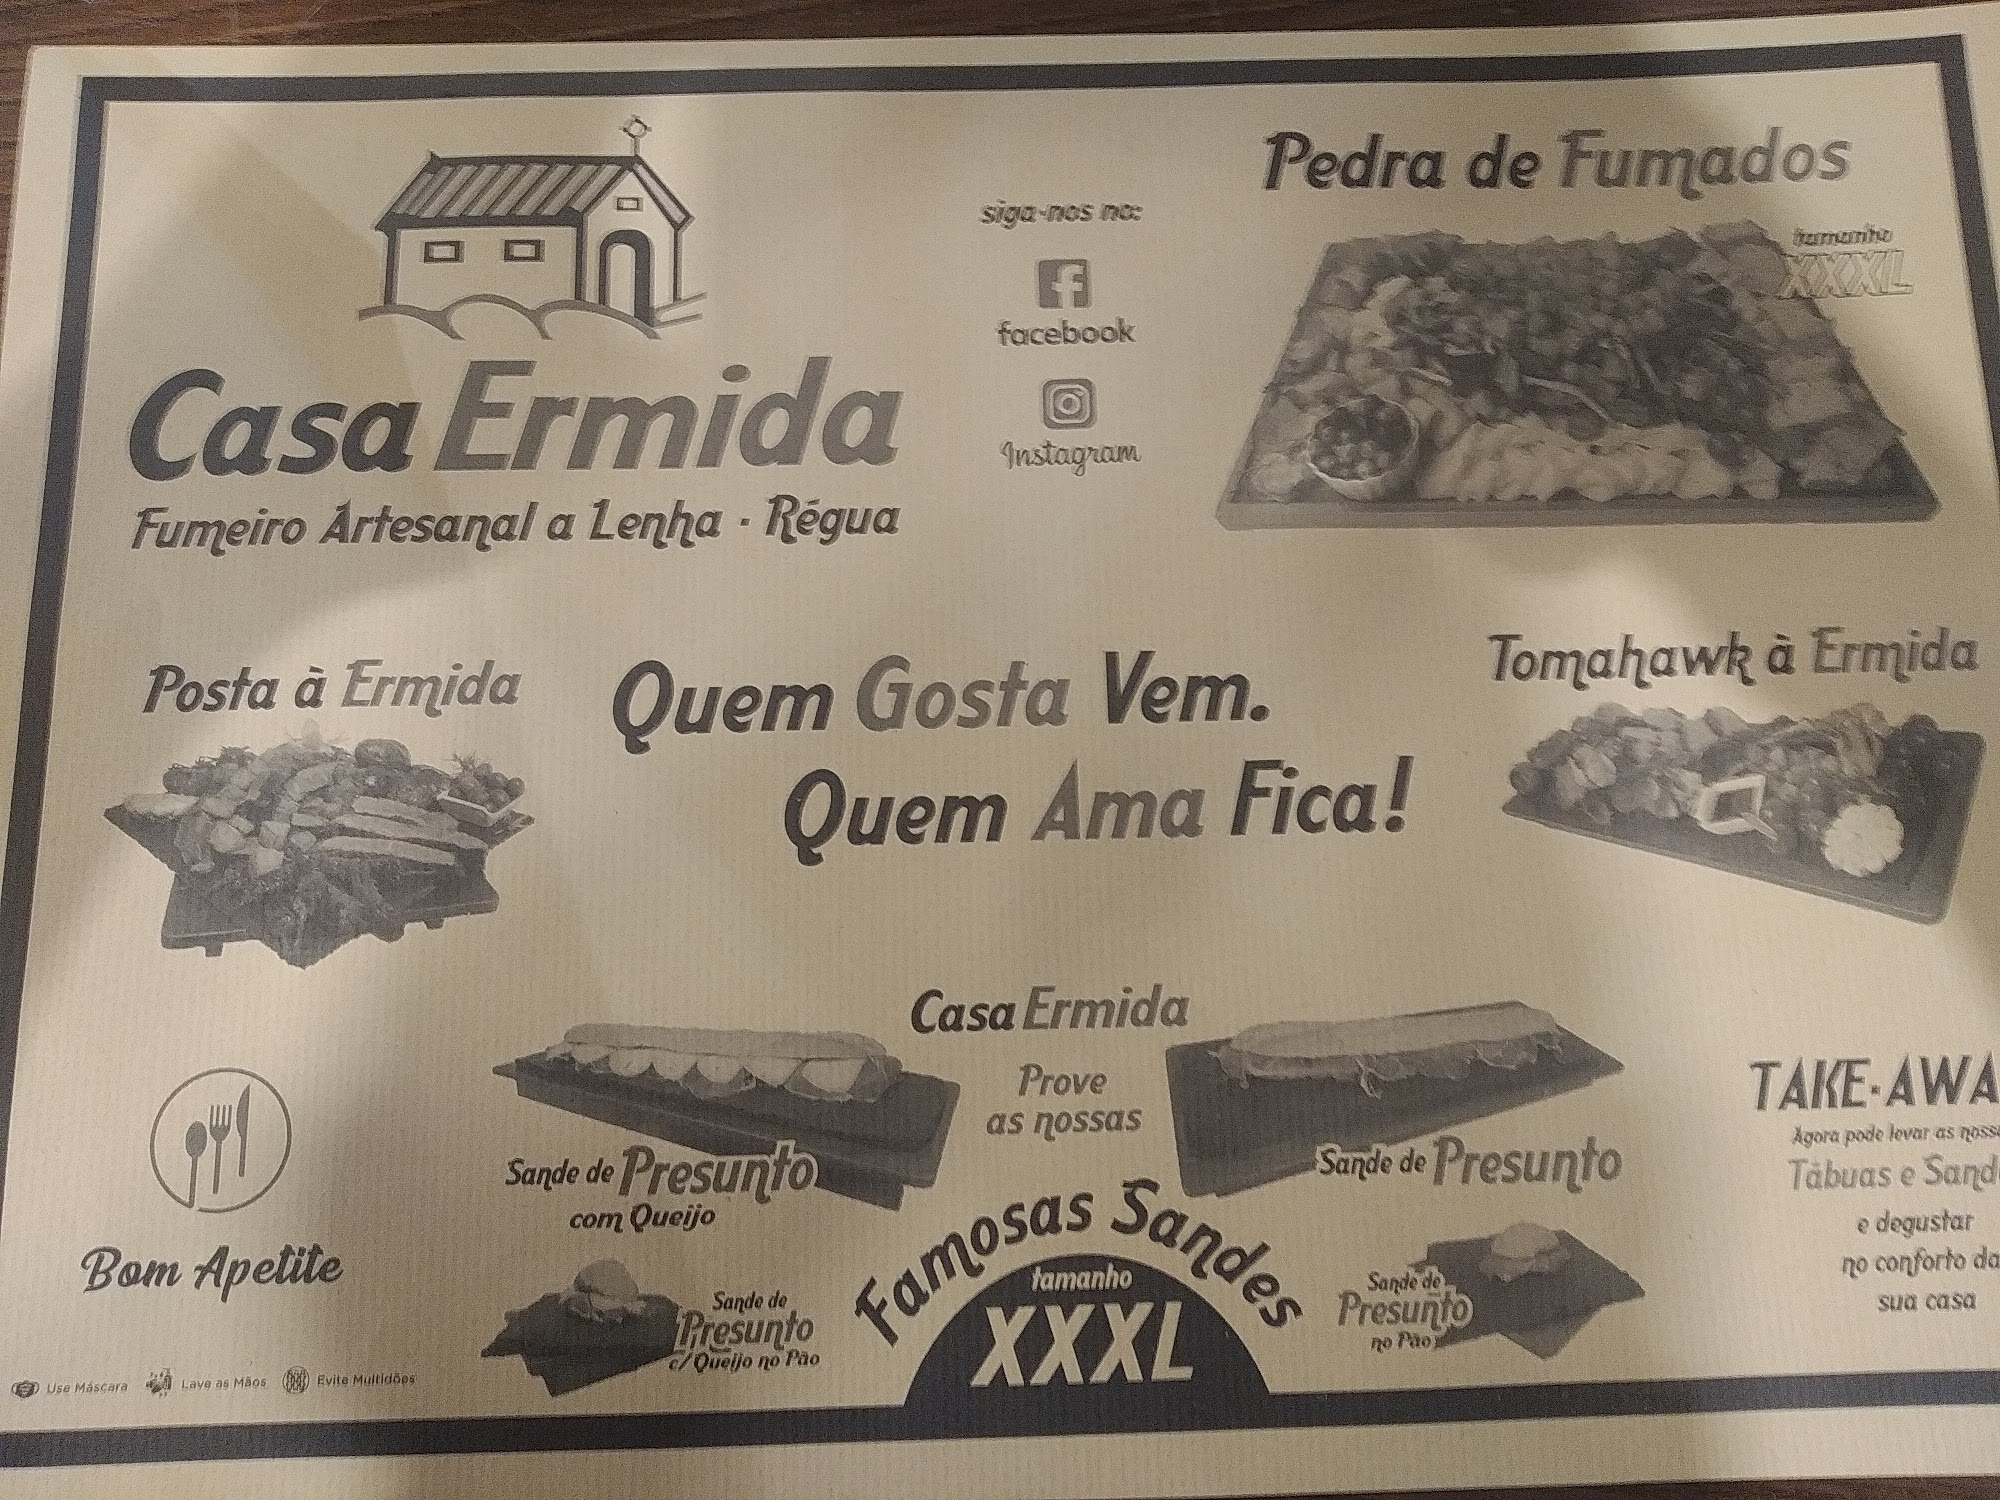 Casa Ermida
Fumeiro Artesanal a Lenha · Régua
siga-nos no:
facebook
Instagram
Pedra de Fumados
tamanho
XXXL
Posta à Ermida
Quem Gosta Vem.
Quem Ama Fica!
Tomahawk à Ermida
Casa Ermida
Prove
as nossas
Famosas Sandes
tamanho
XXXL
Sande de Presunto
com Queijo
Sande de Presunto
Sande de
Presunto
c/ Queijo no Pão
Sande de
Presunto
no Pão
Bom Apetite
TAKE-AWA
Agora pode levar as noss
Tábuas e Sand
e degustar
no conforto da
sua casa
Use Máscara Lave as Mãos Evite Multidões